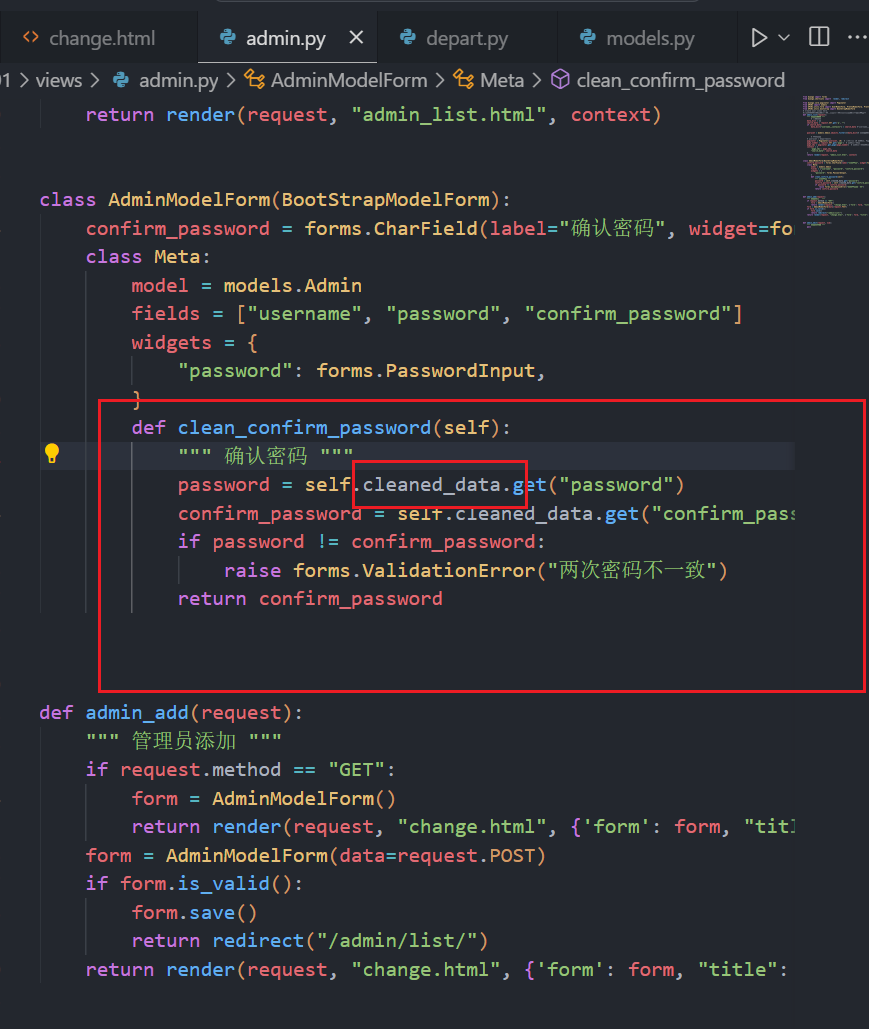 change.html admin.py depart.py models.py
01 > views > admin.py > AdminModelForm > Meta > clean_confirm_password
return render(request, "admin_list.html", context)
class AdminModelForm(BootStrapModelForm):
confirm_password = forms.CharField(label="确认密码", widget=for
class Meta:
model = models.Admin
fields = ["username", "password", "confirm_password"]
widgets = {
"password": forms.PasswordInput,
}
def clean_confirm_password(self):
""" 确认密码 """
password = self.cleaned_data.get("password")
confirm_password = self.cleaned_data.get("confirm_pass
if password != confirm_password:
raise forms.ValidationError("两次密码不一致")
return confirm_password
def admin_add(request):
""" 管理员添加 """
if request.method == "GET":
form = AdminModelForm()
return render(request, "change.html", {'form': form, "titl
form = AdminModelForm(data=request.POST)
if form.is_valid():
form.save()
return redirect("/admin/list/")
return render(request, "change.html", {'form': form, "title":